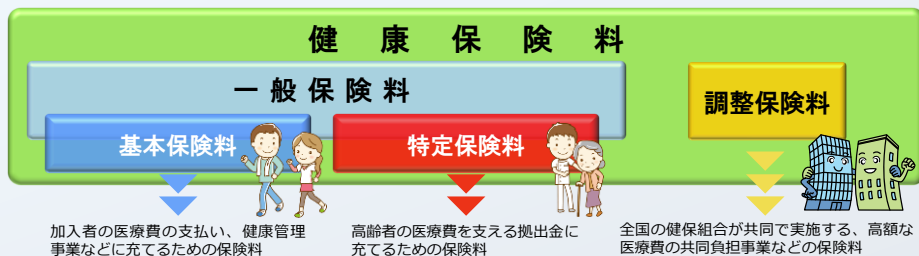 健康保険料
一般保険料
調整保険料
基本保険料
特定保険料
加入者の医療費の支払い、健康管理
事業などに充てるための保険料
高齢者の医療費を支える拠出金に
充てるための保険料
全国の健保組合が共同で実施する、高額な
医療費の共同負担事業などの保険料